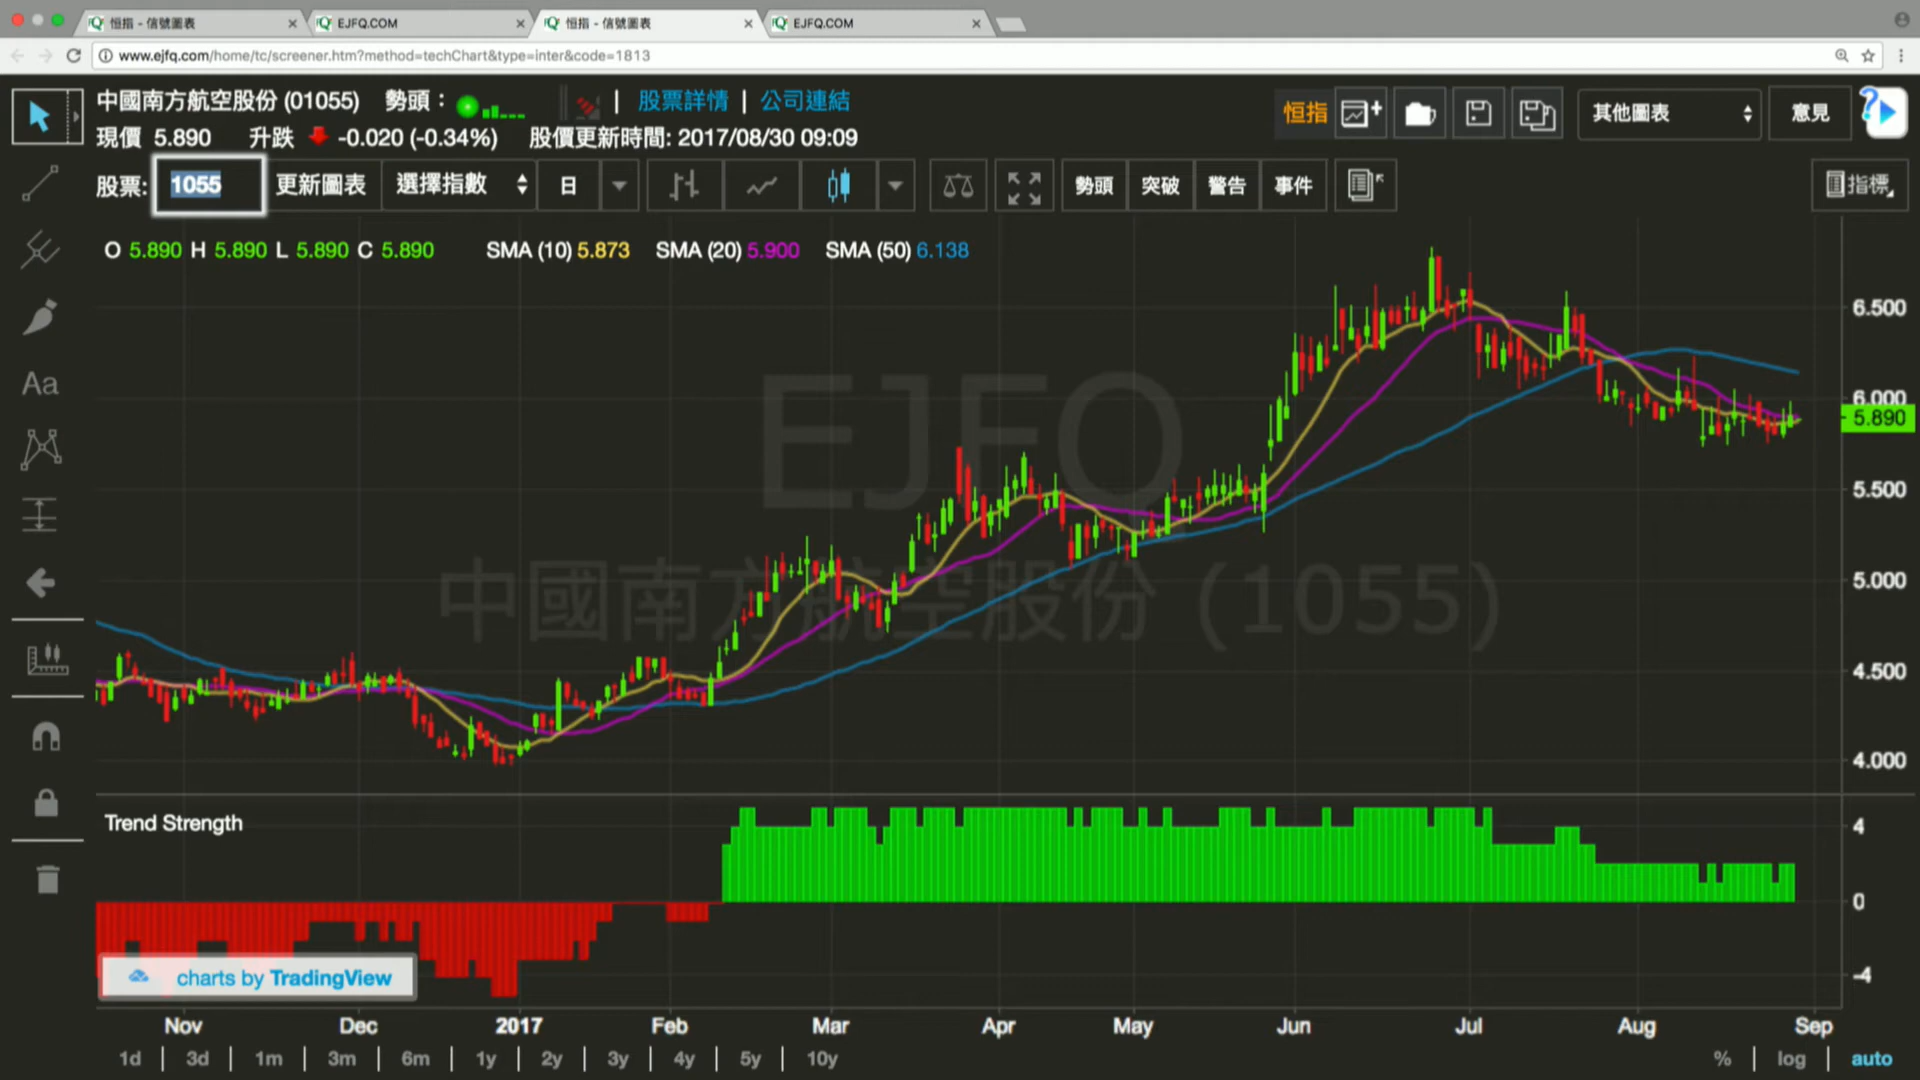 恒指 - 信號圖表
EJFQ.COM
恒指 - 信號圖表
EJFQ.COM
www.ejfq.com/home/tc/screener.htm?method=techChart&type=inter&code=1813
中國南方航空股份 (01055) 勢頭： | 股票詳情 | 公司連結
恒指 其他圖表 意見
現價 5.890 升跌 -0.020 (-0.34%) 股價更新時間: 2017/08/30 09:09
股票: 1055 更新圖表 選擇指數 日 勢頭 突破 警告 事件 指標
O 5.890 H 5.890 L 5.890 C 5.890 SMA (10) 5.873 SMA (20) 5.900 SMA (50) 6.138
Aa
EJFQ
中國南方航空股份 (1055)
6.500
6.000
5.890
5.500
5.000
4.500
4.000
Trend Strength
4
0
-4
charts by TradingView
Nov Dec 2017 Feb Mar Apr May Jun Jul Aug Sep
1d | 3d | 1m | 3m | 6m | 1y | 2y | 3y | 4y | 5y | 10y % | log | auto